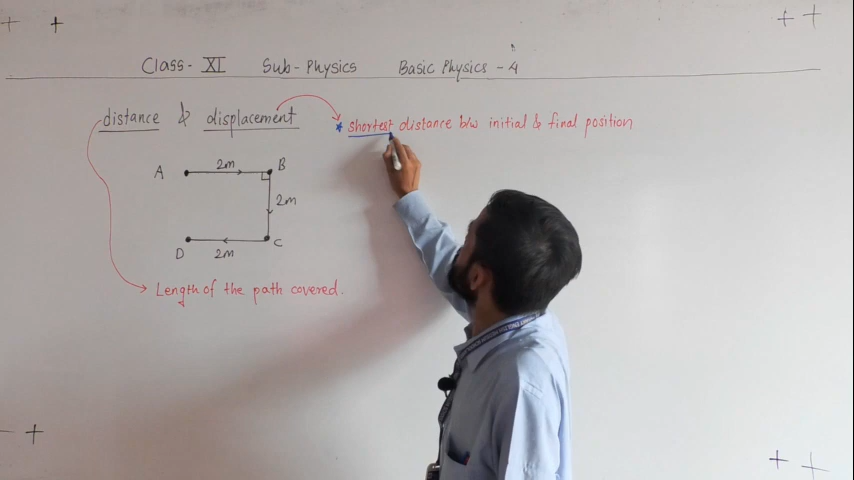 Class- XI Sub- Physics Basic Physics - 4
distance & displacement
* shortest distance b/w initial & final position
A 2m B
2m
D 2m C
Length of the path covered.